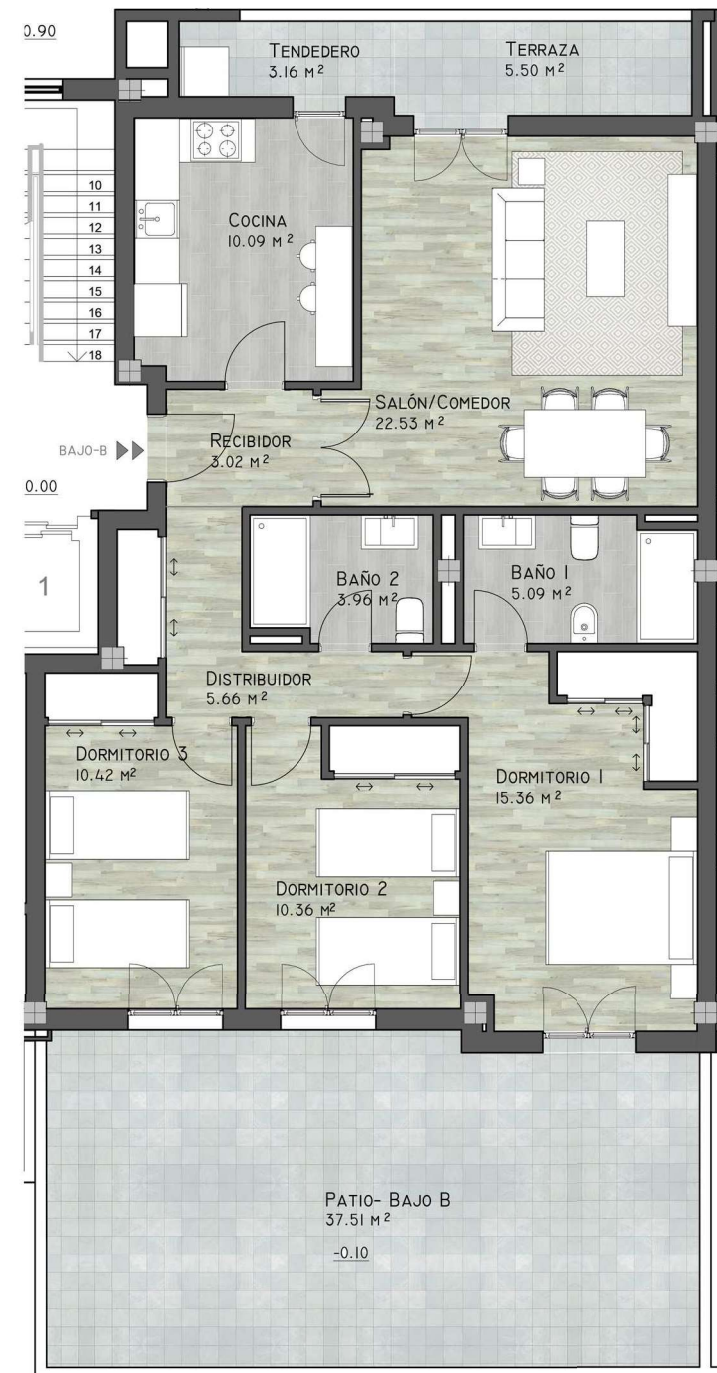 0.90
TENDEDERO
3.16 M²
TERRAZA
5.50 M²
10
11
12
13
14
15
16
17
18
COCINA
10.09 M²
SALÓN/COMEDOR
22.53 M²
RECIBIDOR
3.02 M²
BAJO-B
0.00
1
BAÑO 2
3.96 M²
BAÑO 1
5.09 M²
DISTRIBUIDOR
5.66 M²
DORMITORIO 3
10.42 M²
DORMITORIO 1
15.36 M²
DORMITORIO 2
10.36 M²
PATIO- BAJO B
37.51 M²
-0.10